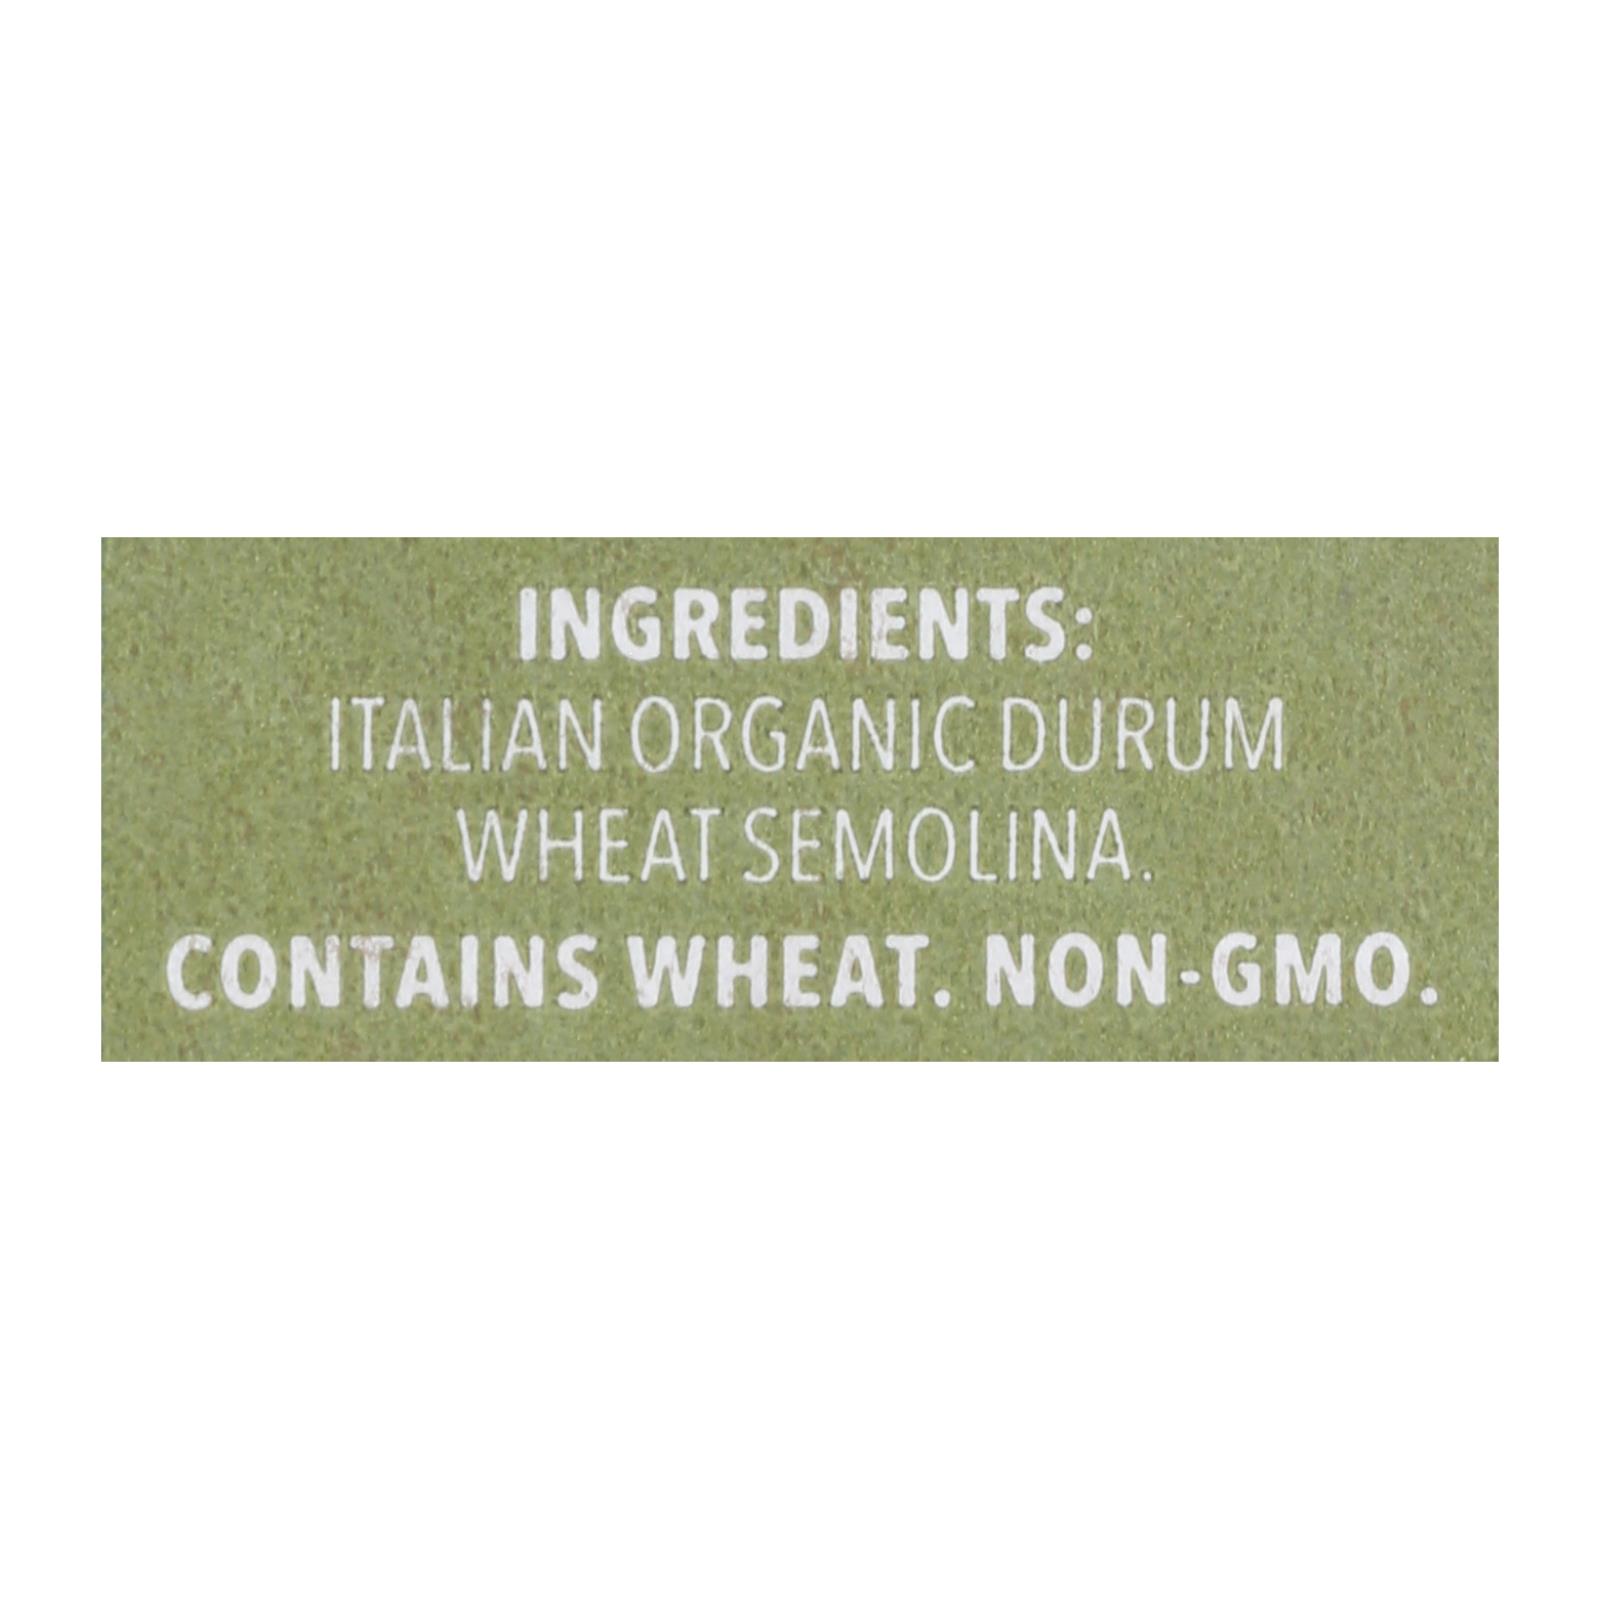 INGREDIENTS:
ITALIAN ORGANIC DURUM
WHEAT SEMOLINA.
CONTAINS WHEAT. NON-GMO.